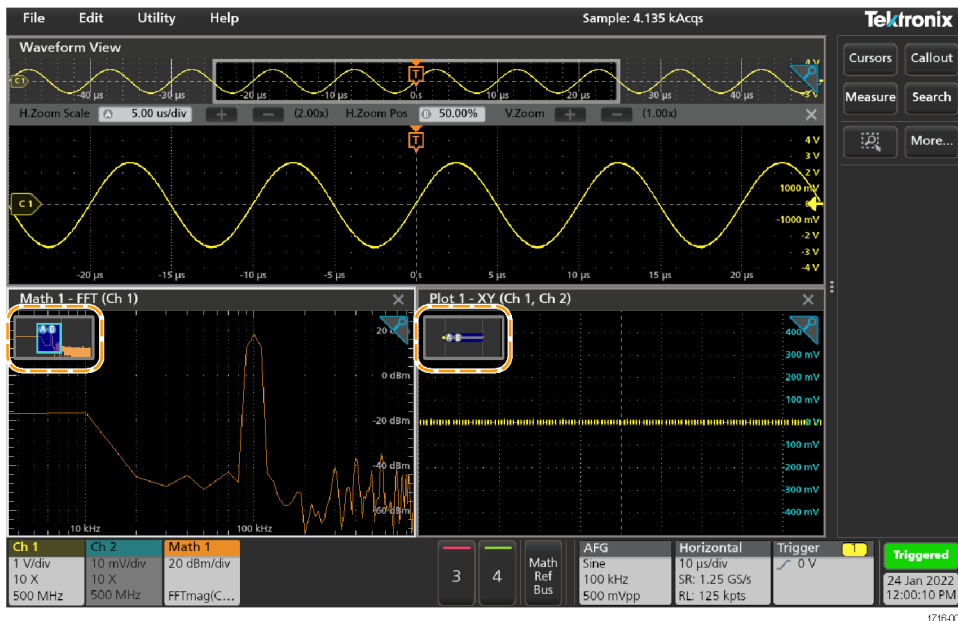 File Edit Utility Help Sample: 4.135 kAcqs Tektronix
Waveform View
Cursors Callout
Measure Search
More...
C1
T
-40 µs -30 µs -20 µs -10 µs 0 s 10 µs 20 µs 30 µs 40 µs
H.Zoom Scale A 5.00 us/div + − (2.00x) H.Zoom Pos B 50.00% V.Zoom + − (1.00x)
T
4 V
3 V
2 V
1000 mV
C 1
-1000 mV
-2 V
-3 V
-4 V
-20 µs -15 µs -10 µs -5 µs 0 s 5 µs 10 µs 15 µs 20 µs
Math 1 - FFT (Ch 1)
A B
0 dBm
-20 dBm
-40 dBm
-60 dBm
10 kHz 100 kHz
Plot 1 - XY (Ch 1, Ch 2)
A B
400
300 mV
200 mV
100 mV
-100 mV
-200 mV
-300 mV
-400 mV
Ch 1
1 V/div
10 X
500 MHz
Ch 2
10 mV/div
10 X
500 MHz
Math 1
20 dBm/div
FFTmag(C...
3 4
Math
Ref
Bus
AFG
Sine
100 kHz
500 mVpp
Horizontal
10 µs/div
SR: 1.25 GS/s
RL: 125 kpts
Trigger 1
0 V
Triggered
24 Jan 2022
12:00:10 PM